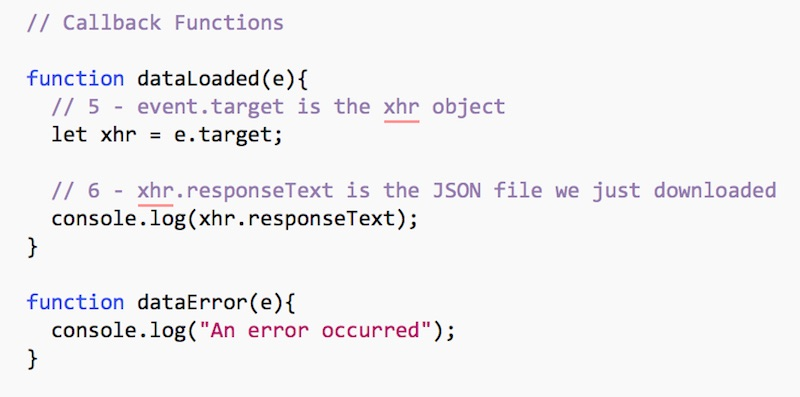 // Callback Functions
function dataLoaded(e){
// 5 - event.target is the xhr object
let xhr = e.target;
// 6 - xhr.responseText is the JSON file we just downloaded
console.log(xhr.responseText);
}
function dataError(e){
console.log("An error occurred");
}